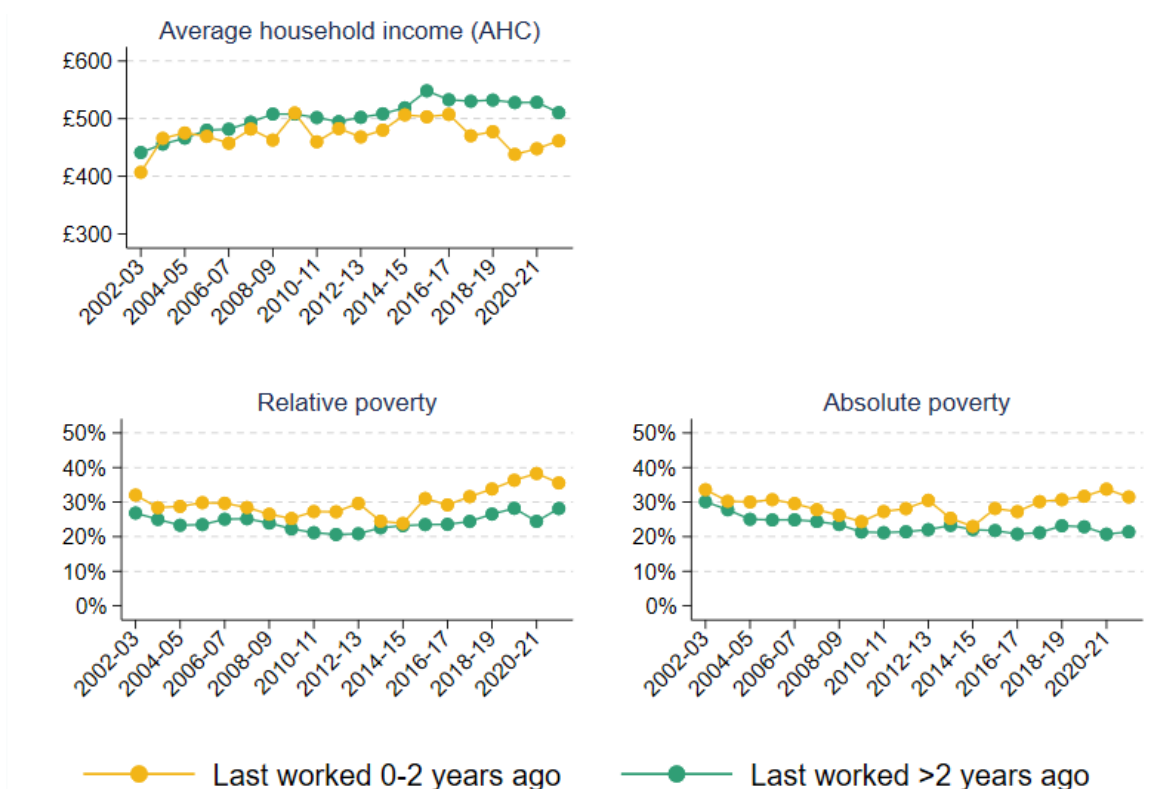 Average household income (AHC)
£600
£500
£400
£300
2002-03 2004-05 2006-07 2008-09 2010-11 2012-13 2014-15 2016-17 2018-19 2020-21
Relative poverty
50%
40%
30%
20%
10%
0%
2002-03 2004-05 2006-07 2008-09 2010-11 2012-13 2014-15 2016-17 2018-19 2020-21
Absolute poverty
50%
40%
30%
20%
10%
0%
2002-03 2004-05 2006-07 2008-09 2010-11 2012-13 2014-15 2016-17 2018-19 2020-21
Last worked 0-2 years ago
Last worked >2 years ago